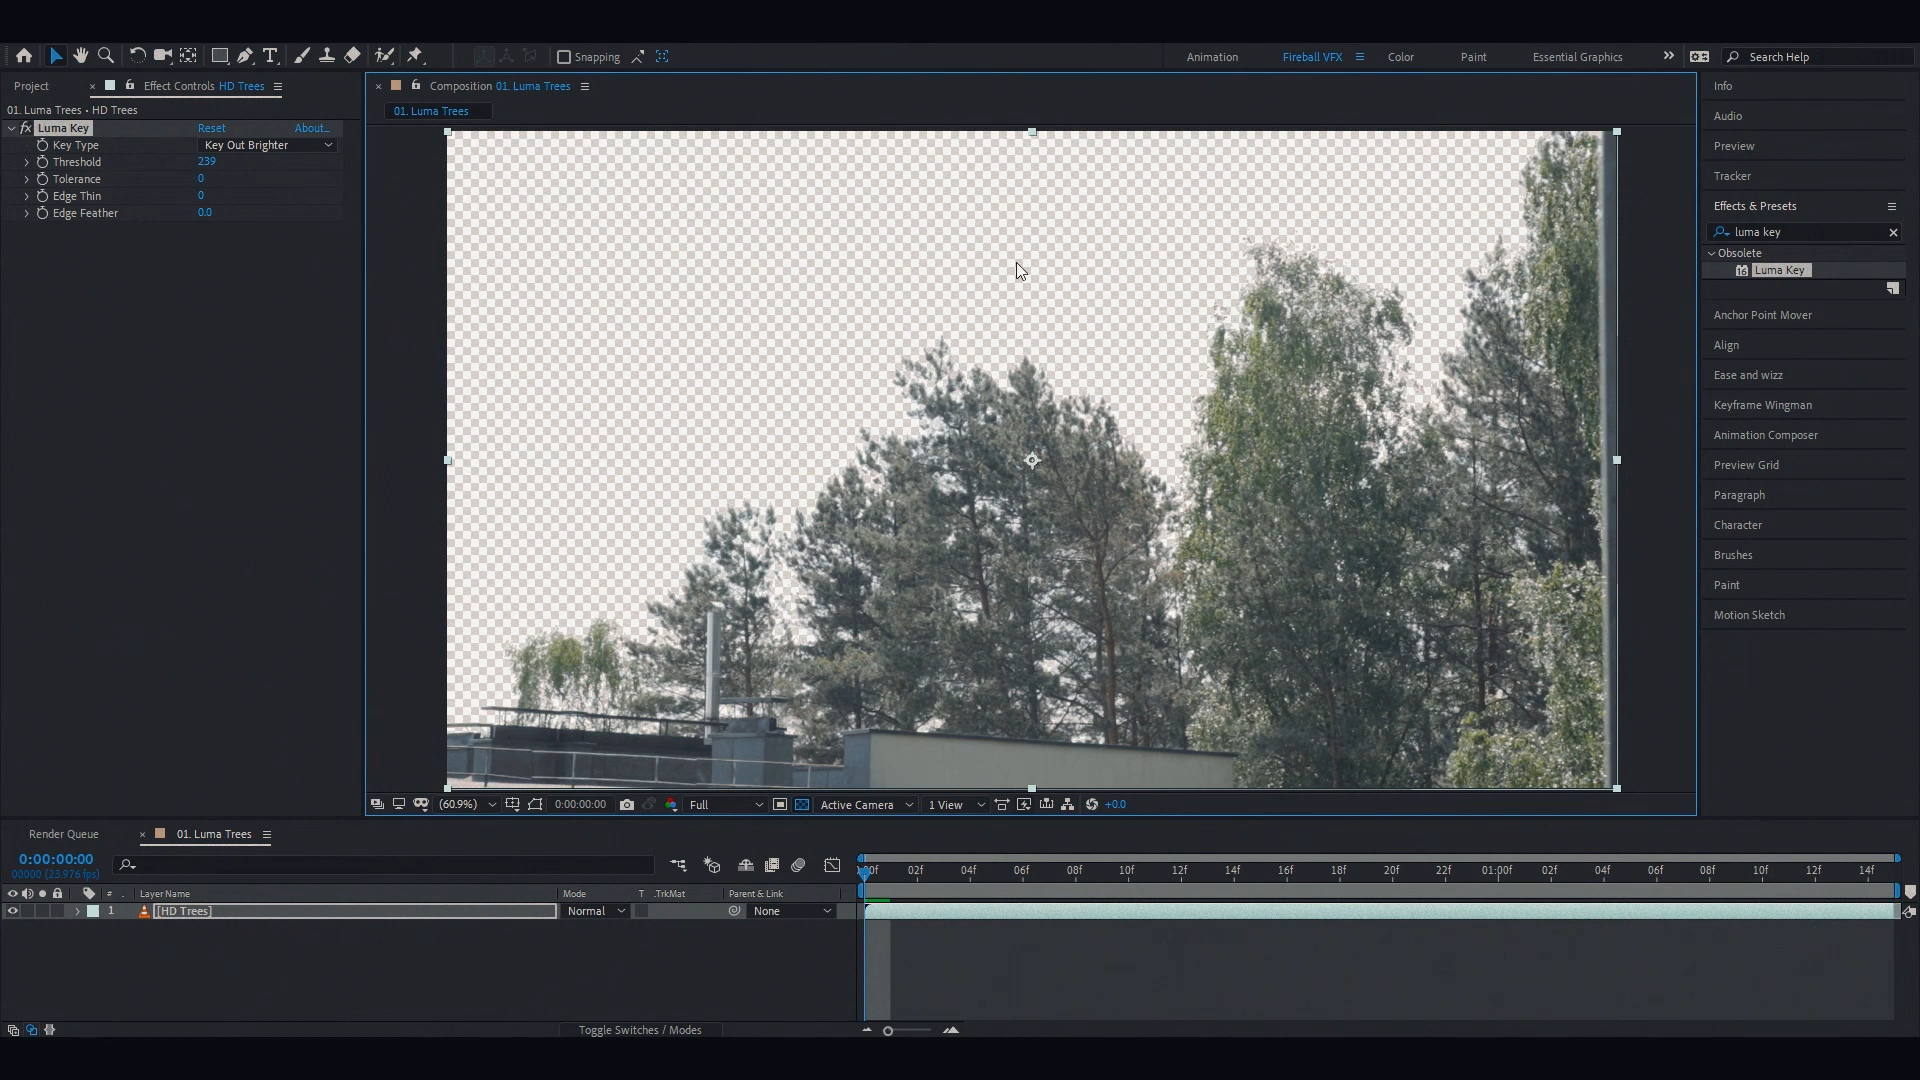 Snapping
Animation
Fireball VFX
Color
Paint
Essential Graphics
Search Help
Project
Effect Controls HD Trees
01. Luma Trees • HD Trees
fx Luma Key
Reset
About...
Key Type
Key Out Brighter
Threshold
239
Tolerance
0
Edge Thin
0
Edge Feather
0.0
Composition 01. Luma Trees
01. Luma Trees
(60.9%)
0:00:00:00
Full
Active Camera
1 View
+0.0
Info
Audio
Preview
Tracker
Effects & Presets
luma key
Obsolete
16 Luma Key
Anchor Point Mover
Align
Ease and wizz
Keyframe Wingman
Animation Composer
Preview Grid
Paragraph
Character
Brushes
Paint
Motion Sketch
Render Queue
01. Luma Trees
0:00:00:00
00000 (23.976 fps)
# Layer Name
Mode
T .TrkMat
Parent & Link
1 [HD Trees]
Normal
None
02f 04f 06f 08f 10f 12f 14f 16f 18f 20f 22f 01:00f 02f 04f 06f 08f 10f 12f 14f
Toggle Switches / Modes